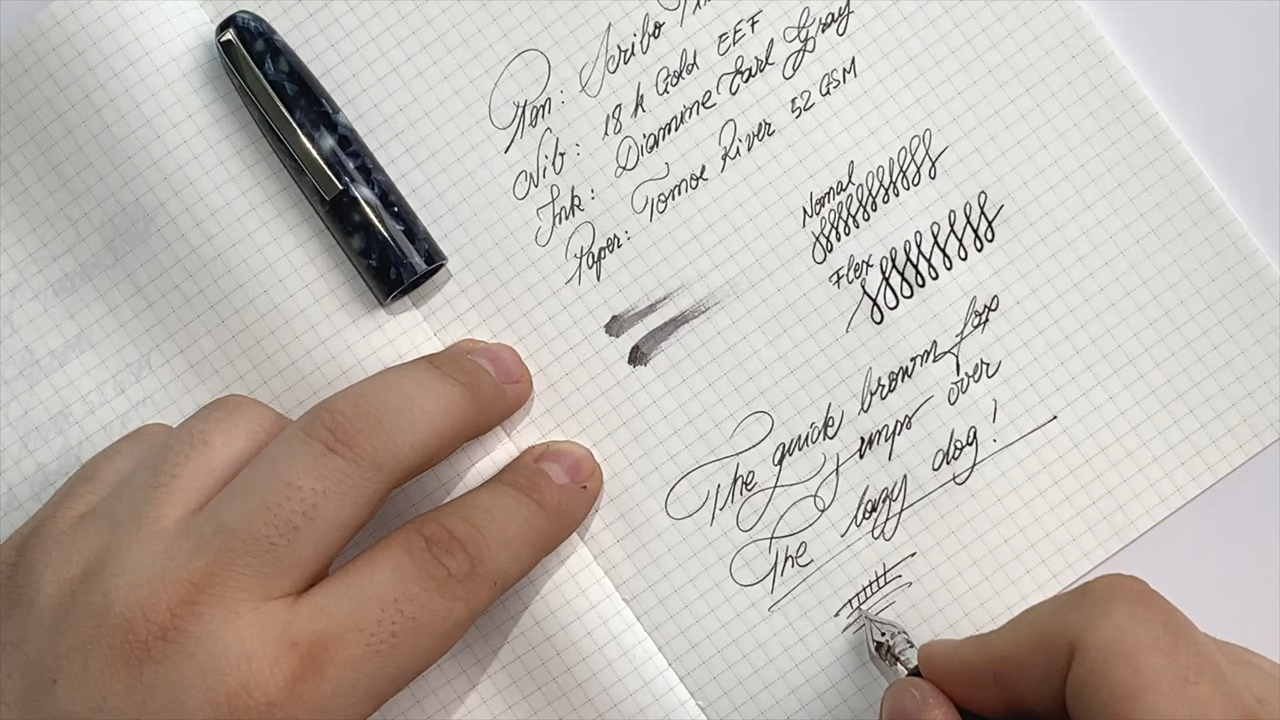 Pen: Scribo
Nib: 18 k Gold EEF
Ink: Diamine Earl Gray
Paper: Tomoe River 52 GSM
Normal
Flex
The quick brown fox
jumps over
The lazy dog!